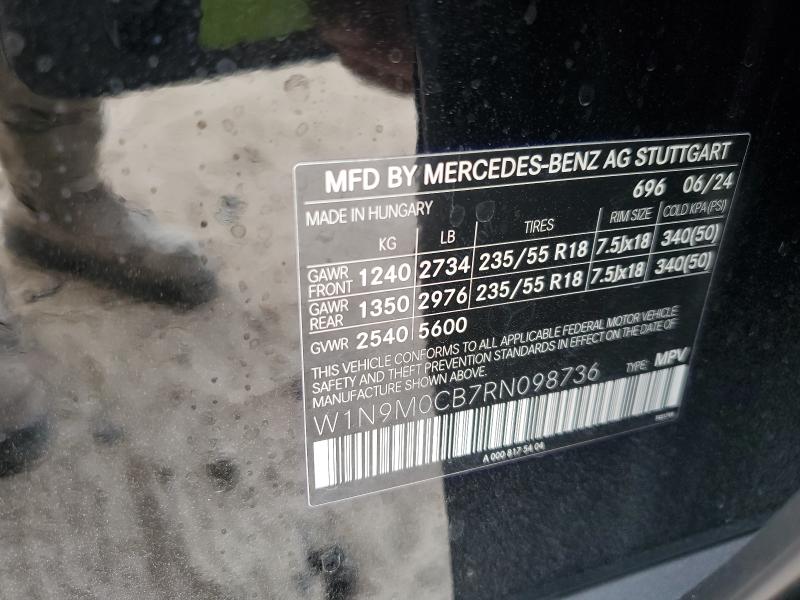 MFD BY MERCEDES-BENZ AG STUTTGART
696 06/24
MADE IN HUNGARY
KG LB TIRES RIM SIZE COLD KPA (PSI)
GAWR FRONT 1240 2734 235/55 R18 7.5Jx18 340(50)
GAWR REAR 1350 2976 235/55 R18 7.5Jx18 340(50)
GVWR 2540 5600
THIS VEHICLE CONFORMS TO ALL APPLICABLE FEDERAL MOTOR VEHICLE
SAFETY AND THEFT PREVENTION STANDARDS IN EFFECT ON THE DATE OF
MANUFACTURE SHOWN ABOVE.
W1N9M0CB7RN098736 TYPE: MPV
A 000 817 54 04